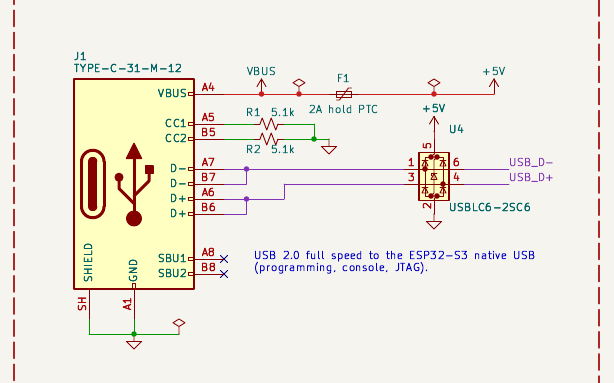 J1
TYPE-C-31-M-12
VBUS
A4
VBUS
F1
2A hold PTC
+5V
CC1
A5
R1 5.1k
CC2
B5
R2 5.1k
+5V
U4
D-
A7
D-
B7
D+
A6
D+
B6
1
3
5
2
6
4
USB_D-
USB_D+
USBLC6-2SC6
SBU1
A8
SBU2
B8
USB 2.0 full speed to the ESP32-S3 native USB
(programming, console, JTAG).
SHIELD
GND
SH
A1